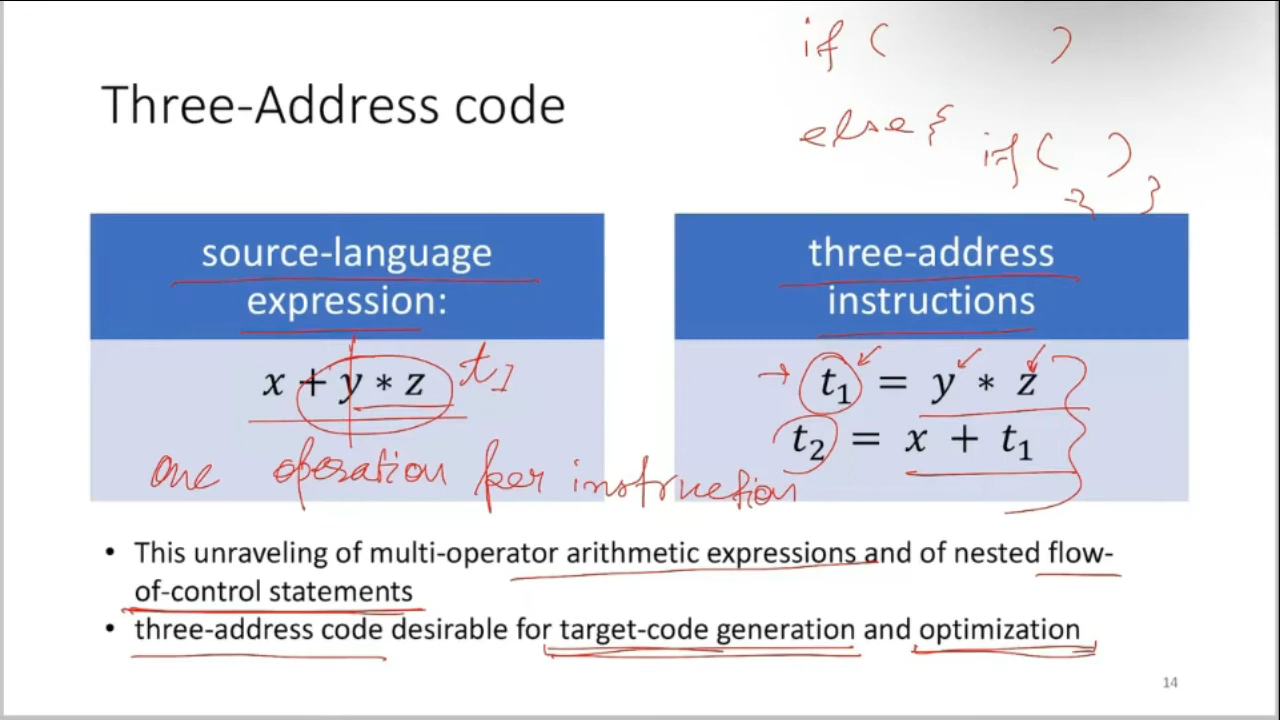 if ( )
Three-Address code
else {
if ( )
}
source-language
expression:
three-address
instructions
x + y * z t1
t₁ = y * z
t₂ = x + t₁
one operation per instruction
• This unraveling of multi-operator arithmetic expressions and of nested flow-
of-control statements
• three-address code desirable for target-code generation and optimization
14